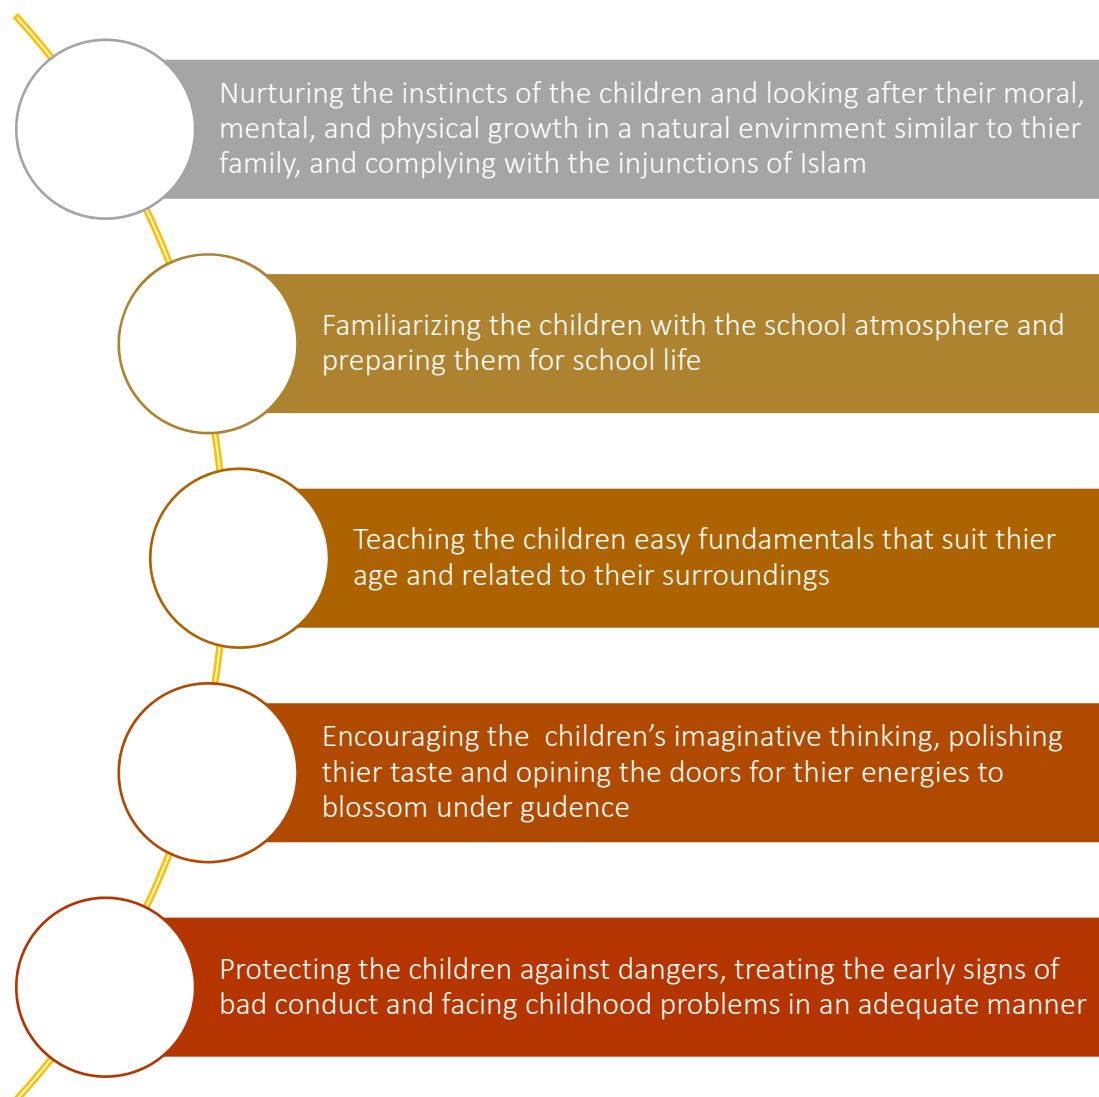 Nurturing the instincts of the children and looking after their moral,
mental, and physical growth in a natural envirnment similar to thier
family, and complying with the injunctions of Islam
Familiarizing the children with the school atmosphere and
preparing them for school life
Teaching the children easy fundamentals that suit thier
age and related to their surroundings
Encouraging the  children’s imaginative thinking, polishing
thier taste and opining the doors for thier energies to
blossom under gudence
Protecting the children against dangers, treating the early signs of
bad conduct and facing childhood problems in an adequate manner